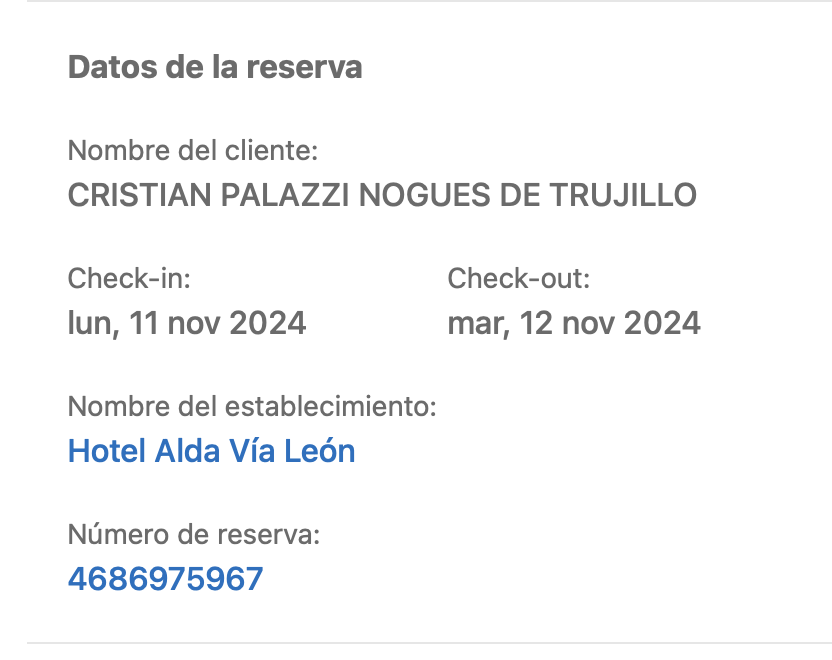 Datos de la reserva
Nombre del cliente:
CRISTIAN PALAZZI NOGUES DE TRUJILLO
Check-in:
lun, 11 nov 2024
Check-out:
mar, 12 nov 2024
Nombre del establecimiento:
Hotel Alda Vía León
Número de reserva:
4686975967